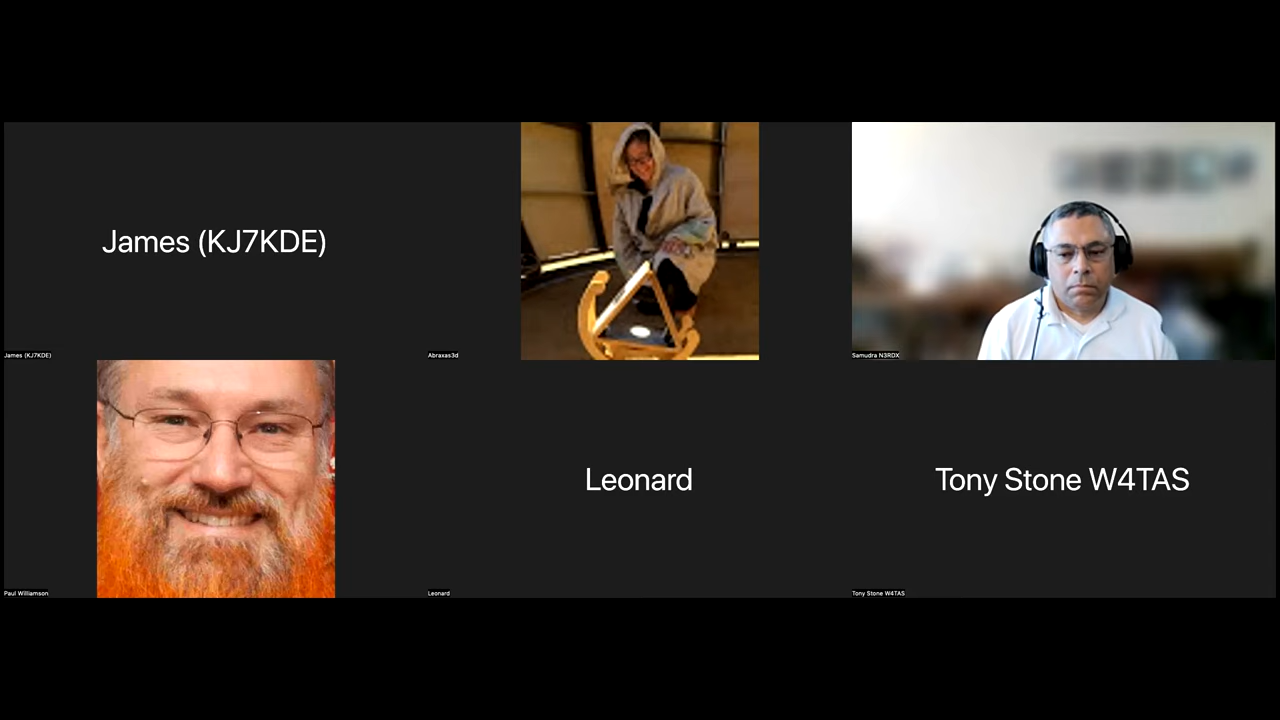 James (KJ7KDE)
James (KJ7KDE)
Abraxas3d
Samudra N3RDX
Leonard
Tony Stone W4TAS
Paul Williamson
Leonard
Tony Stone W4TAS